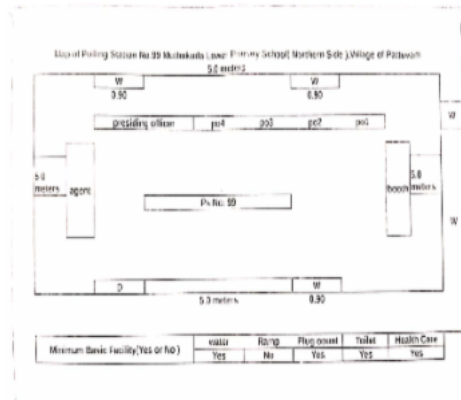 Map of Polling Station No.99 Lower Primary School( Northern Side ),Village of Pattuvam
5.0 meters
W W
0.90 0.90
W
presiding officer po4 po3 po2 po1
5.0 meters
agent
booth
5.0 meters
Ps No. 99
W
D W
5.0 meters 0.90
Minimum Basic Facility(Yes or No )
water Ramp Plug point Toilet Health Care
Yes No Yes Yes Yes